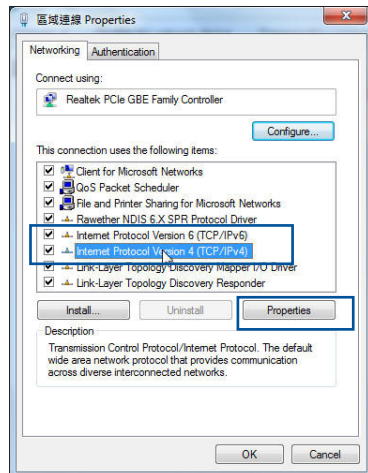 區域連線 Properties
Networking Authentication
Connect using:
Realtek PCIe GBE Family Controller
Configure...
This connection uses the following items:
Client for Microsoft Networks
QoS Packet Scheduler
File and Printer Sharing for Microsoft Networks
Rawether NDIS 6.X SPR Protocol Driver
Internet Protocol Version 6 (TCP/IPv6)
Internet Protocol Version 4 (TCP/IPv4)
Link-Layer Topology Discovery Mapper I/O Driver
Link-Layer Topology Discovery Responder
Install... Uninstall Properties
Description
Transmission Control Protocol/Internet Protocol. The default
wide area network protocol that provides communication
across diverse interconnected networks.
OK Cancel